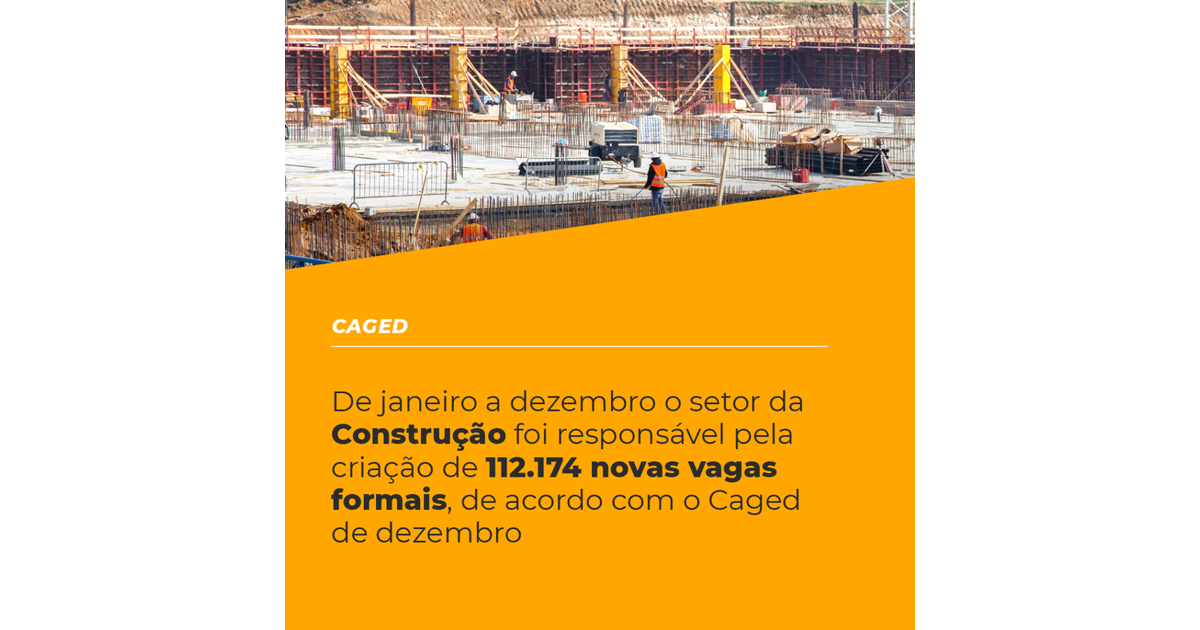 CAGED
De janeiro a dezembro o setor da
Construção foi responsável pela
criação de 112.174 novas vagas
formais, de acordo com o Caged
de dezembro